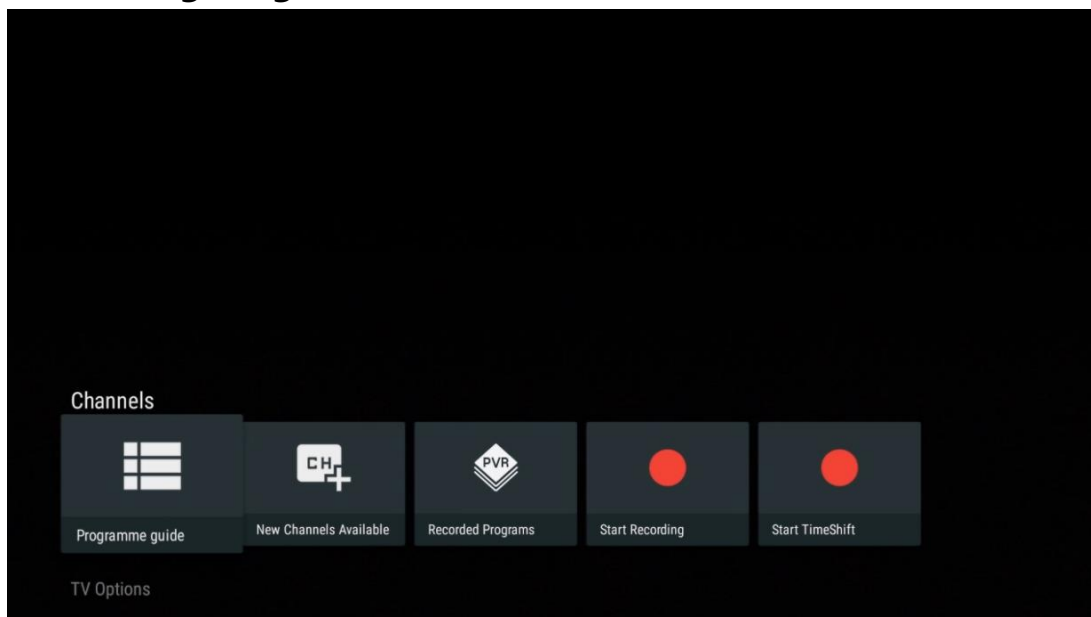 Channels
CH
PVR
Programme guide
New Channels Available
Recorded Programs
Start Recording
Start TimeShift
TV Options